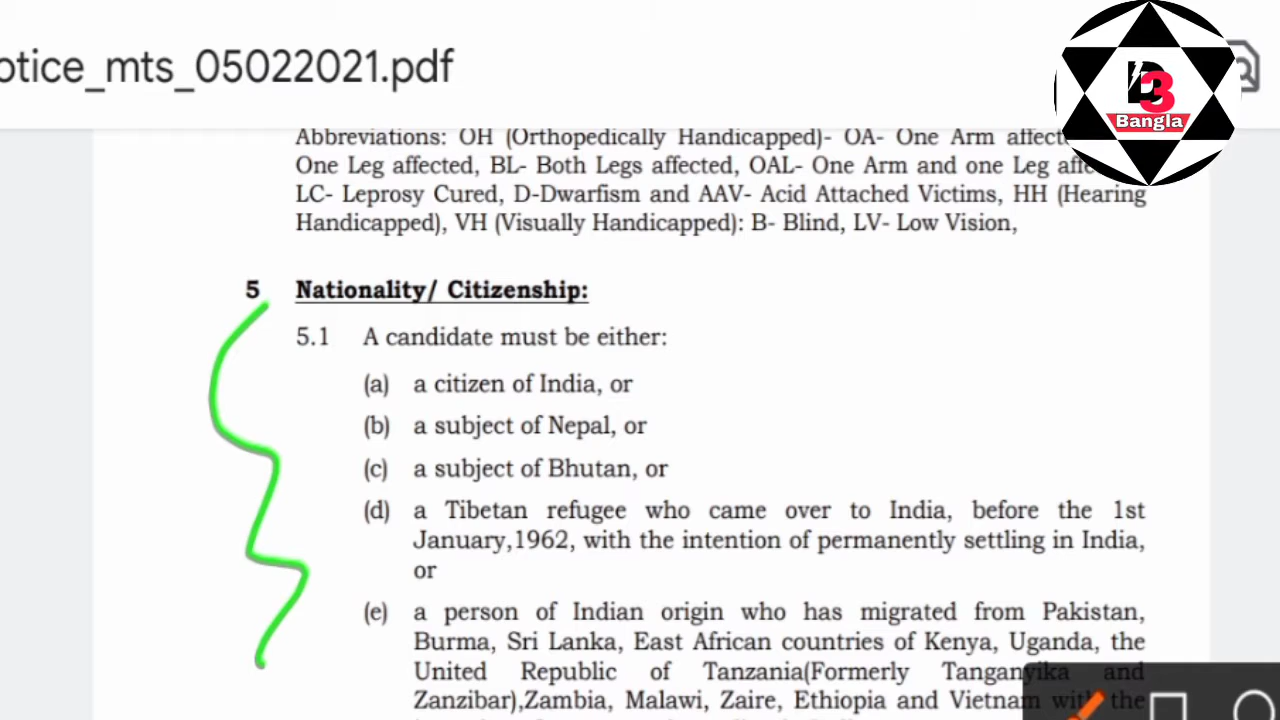 otice_mts_05022021.pdf
D3
Bangla
Abbreviations: OH (Orthopedically Handicapped)- OA- One Arm
One Leg affected, BL- Both Legs affected, OAL- One Arm and one Leg
LC- Leprosy Cured, D-Dwarfism and AAV- Acid Attached Victims, HH (Hearing
Handicapped), VH (Visually Handicapped): B- Blind, LV- Low Vision,
5 Nationality/ Citizenship:
5.1 A candidate must be either:
(a) a citizen of India, or
(b) a subject of Nepal, or
(c) a subject of Bhutan, or
(d) a Tibetan refugee who came over to India, before the 1st
January,1962, with the intention of permanently settling in India,
or
(e) a person of Indian origin who has migrated from Pakistan,
Burma, Sri Lanka, East African countries of Kenya, Uganda, the
United Republic of Tanzania(Formerly Tanganyika and
Zanzibar),Zambia, Malawi, Zaire, Ethiopia and Vietnam with the